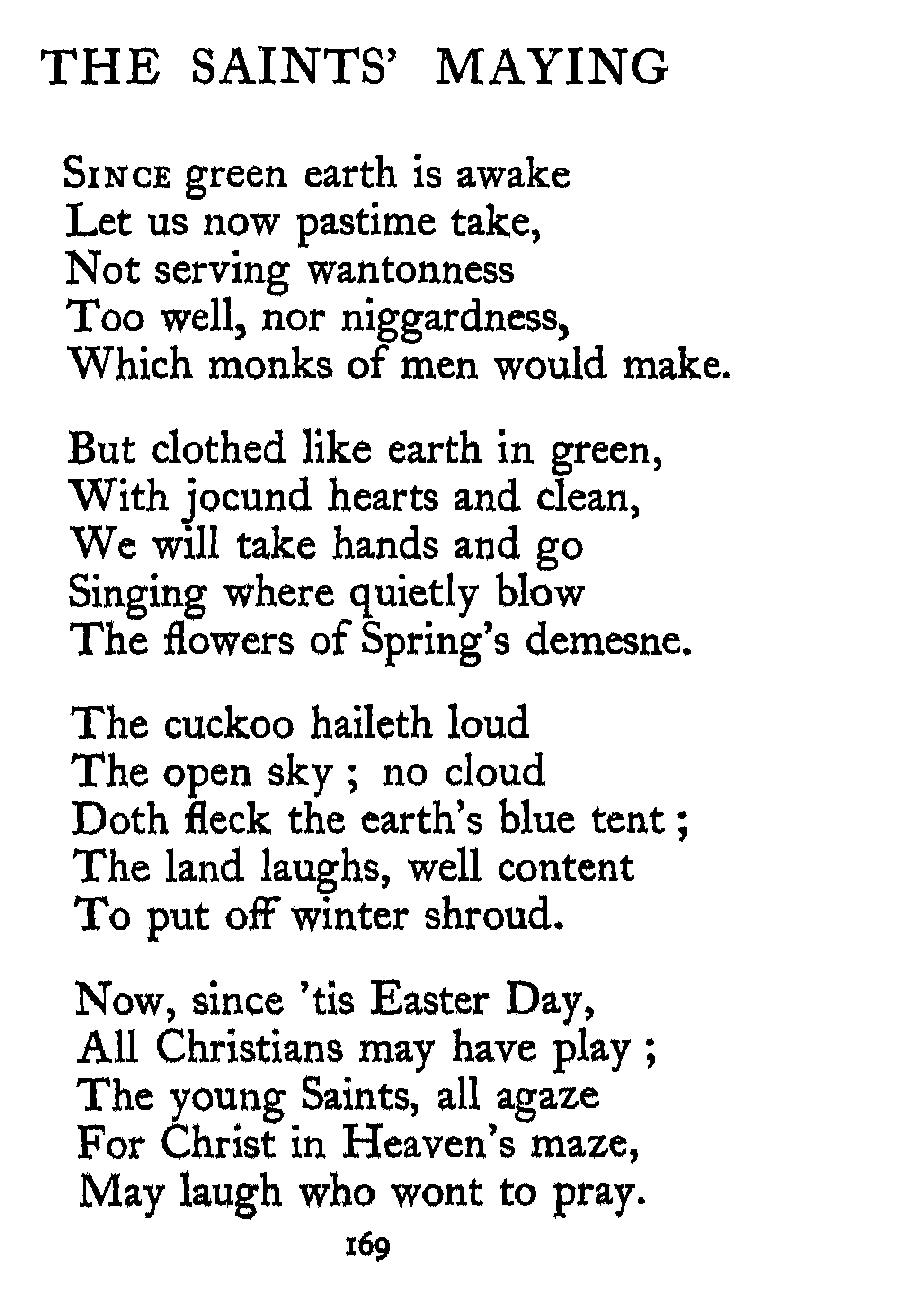 THE SAINTS’ MAYING
SINCE green earth is awake
Let us now pastime take,
Not serving wantonness
Too well, nor niggardness,
Which monks of men would make.
But clothed like earth in green,
With jocund hearts and clean,
We will take hands and go
Singing where quietly blow
The flowers of Spring’s demesne.
The cuckoo haileth loud
The open sky ; no cloud
Doth fleck the earth’s blue tent ;
The land laughs, well content
To put off winter shroud.
Now, since ’tis Easter Day,
All Christians may have play ;
The young Saints, all agaze
For Christ in Heaven’s maze,
May laugh who wont to pray.
169